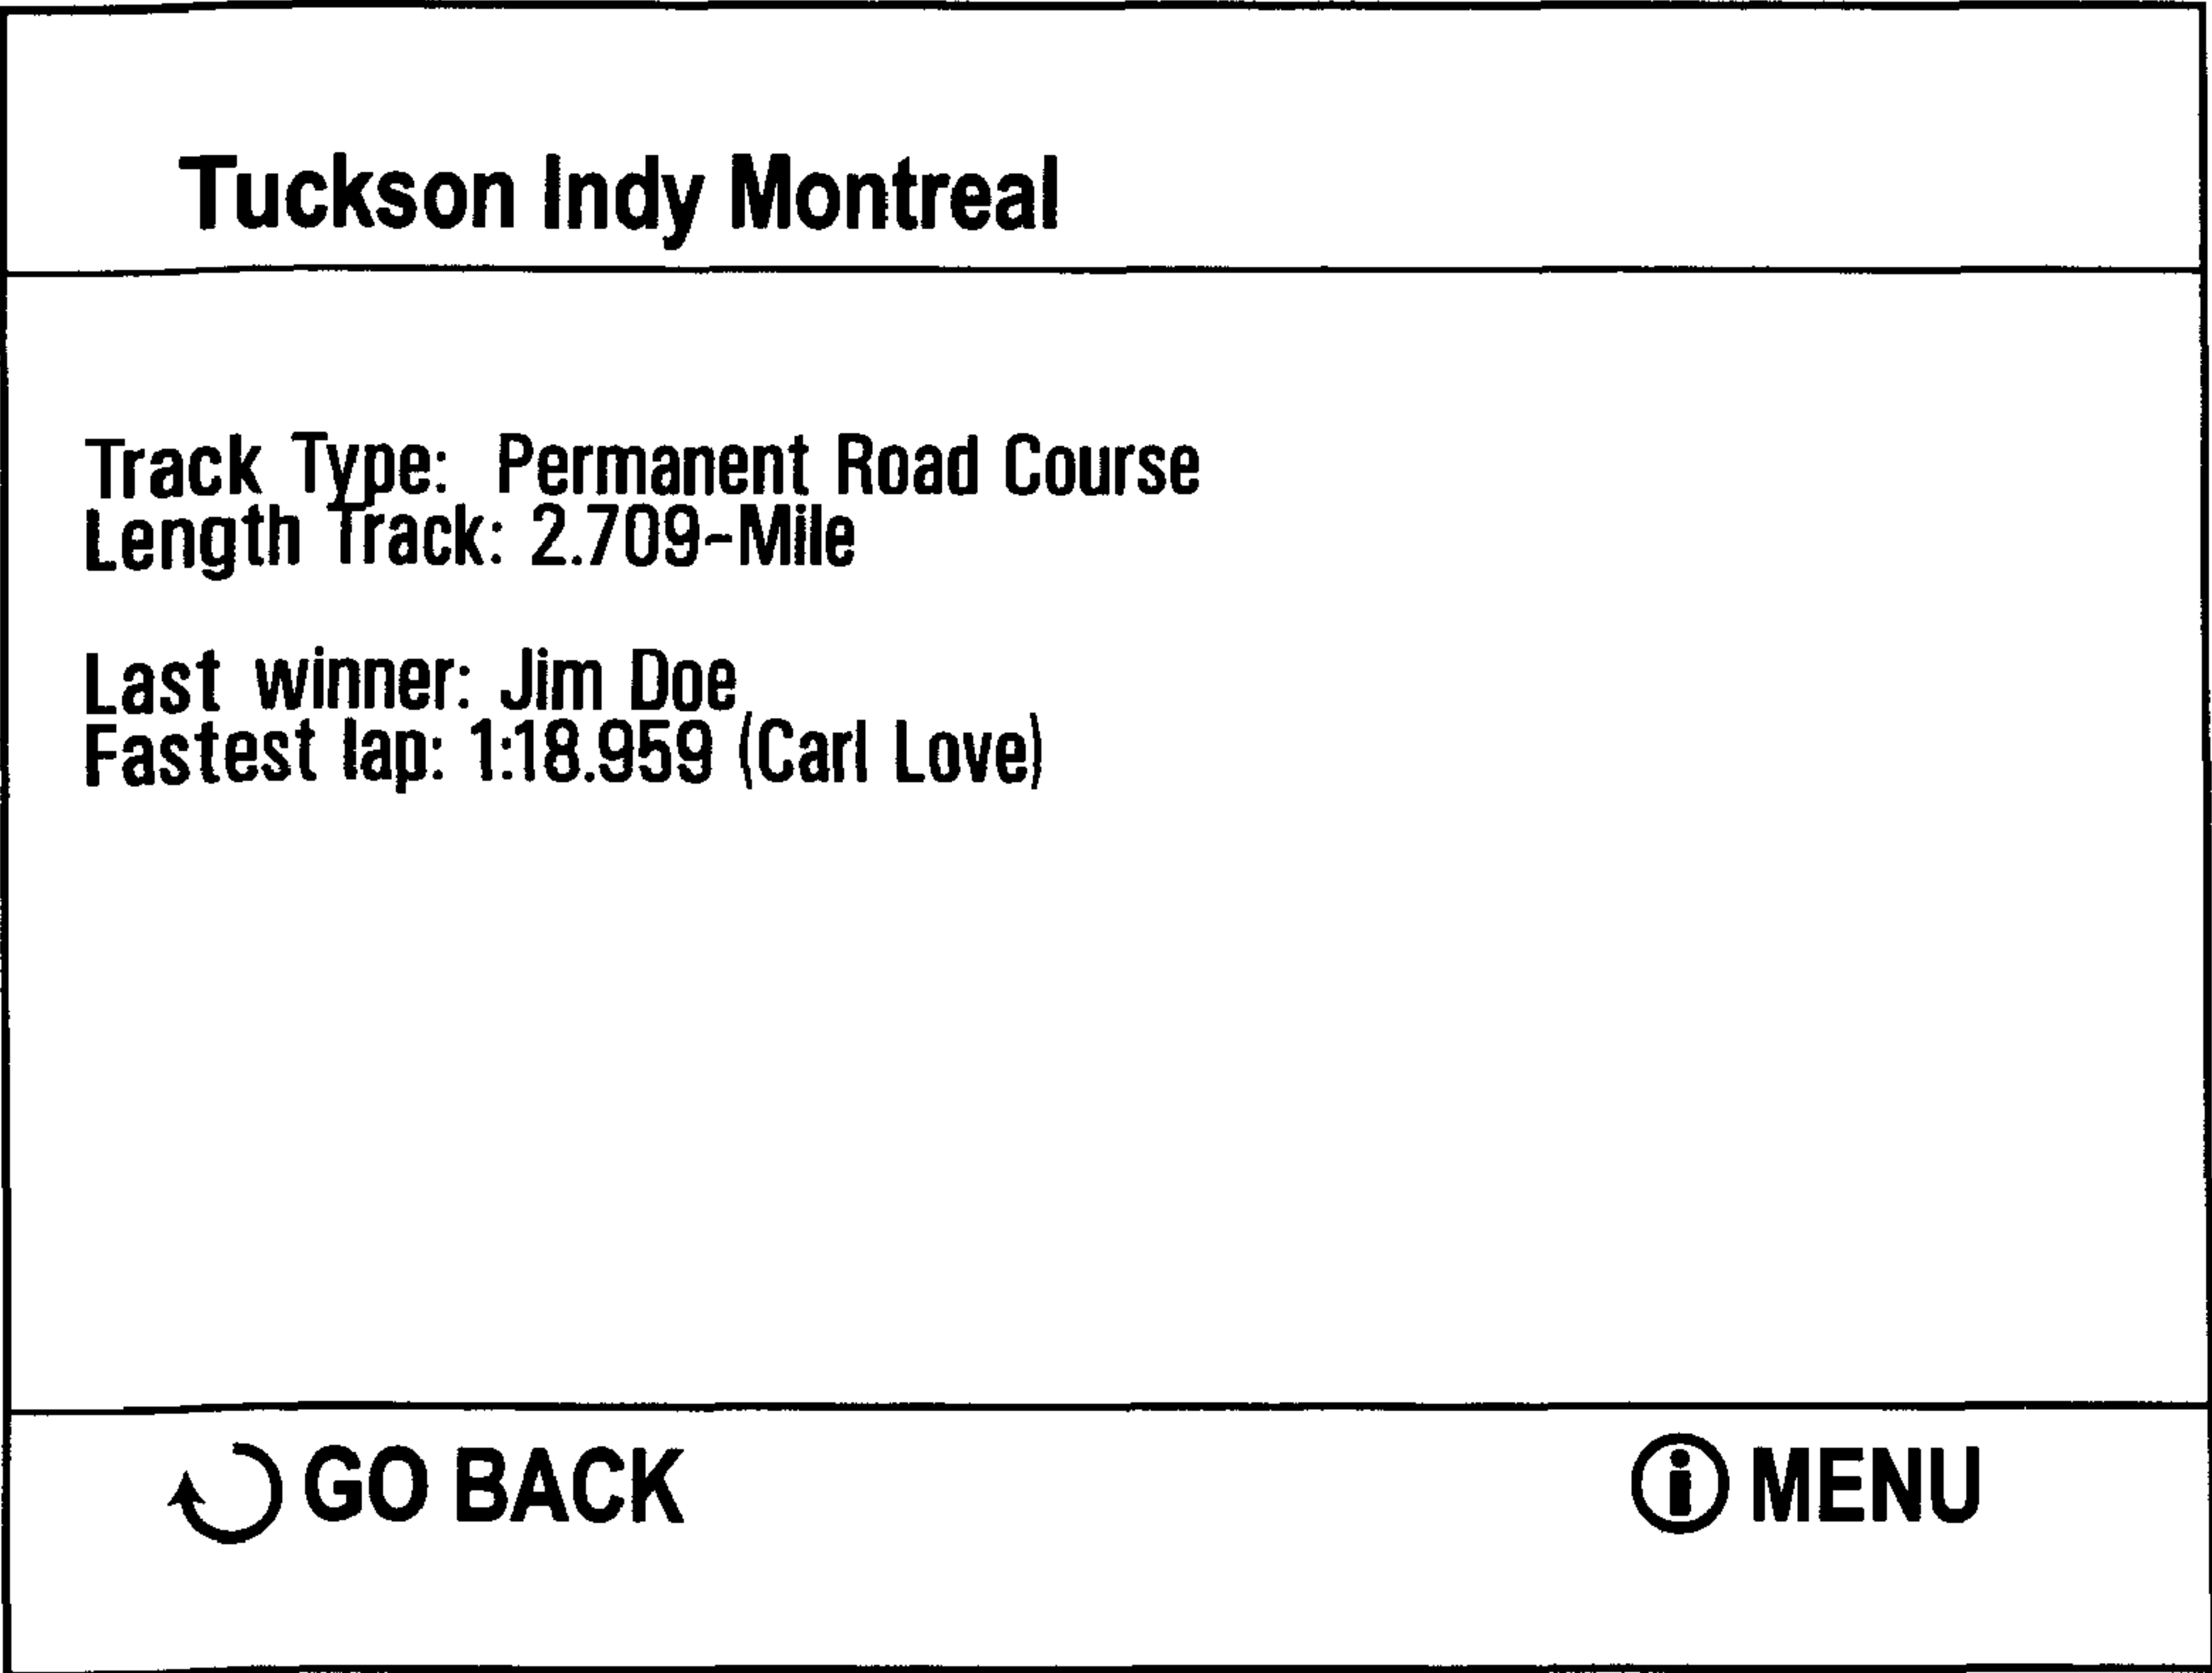 Tuckson Indy Montreal
Track Type: Permanent Road Course
Length Track: 2.709-Mile
Last winner: Jim Doe
Fastest lap: 1:18.959 (Carl Love)
GO BACK
MENU